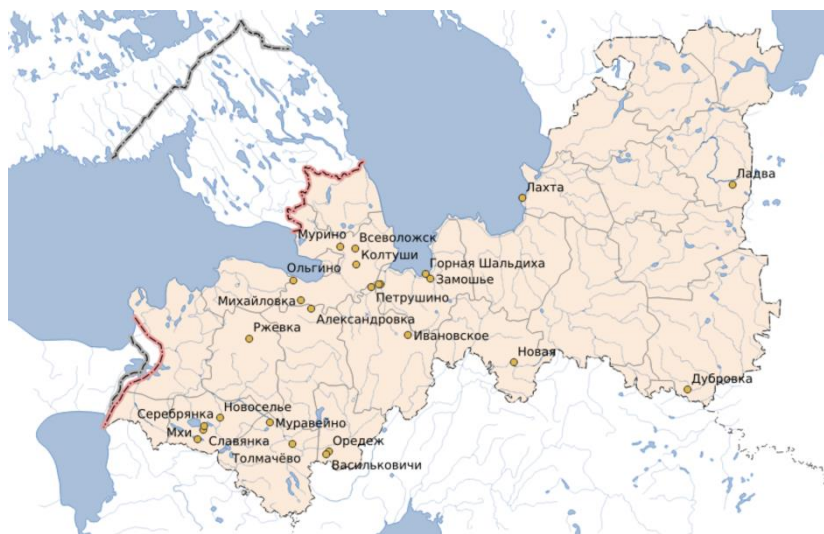 Ладва
Лахта
Мурино
Всеволожск
Колтуши
Ольгино
Горная Шальдиха
Замошье
Петрушино
Михайловка
Александровка
Ржевка
Ивановское
Новая
Дубровка
Серебрянка
Новоселье
Муравейно
Мхи
Славянка
Оредеж
Толмачёво
Васильковичи